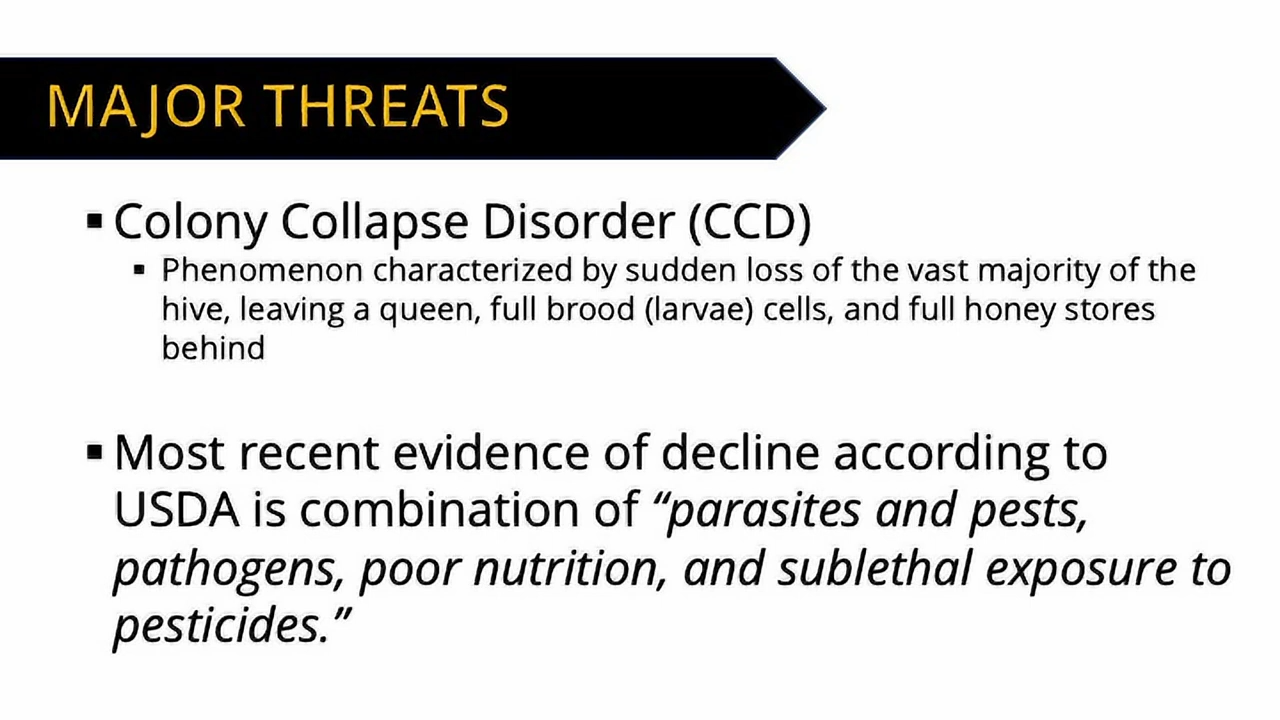 MAJOR THREATS
▪ Colony Collapse Disorder (CCD)
▪ Phenomenon characterized by sudden loss of the vast majority of the
hive, leaving a queen, full brood (larvae) cells, and full honey stores
behind
▪ Most recent evidence of decline according to
USDA is combination of “parasites and pests,
pathogens, poor nutrition, and sublethal exposure to
pesticides.”